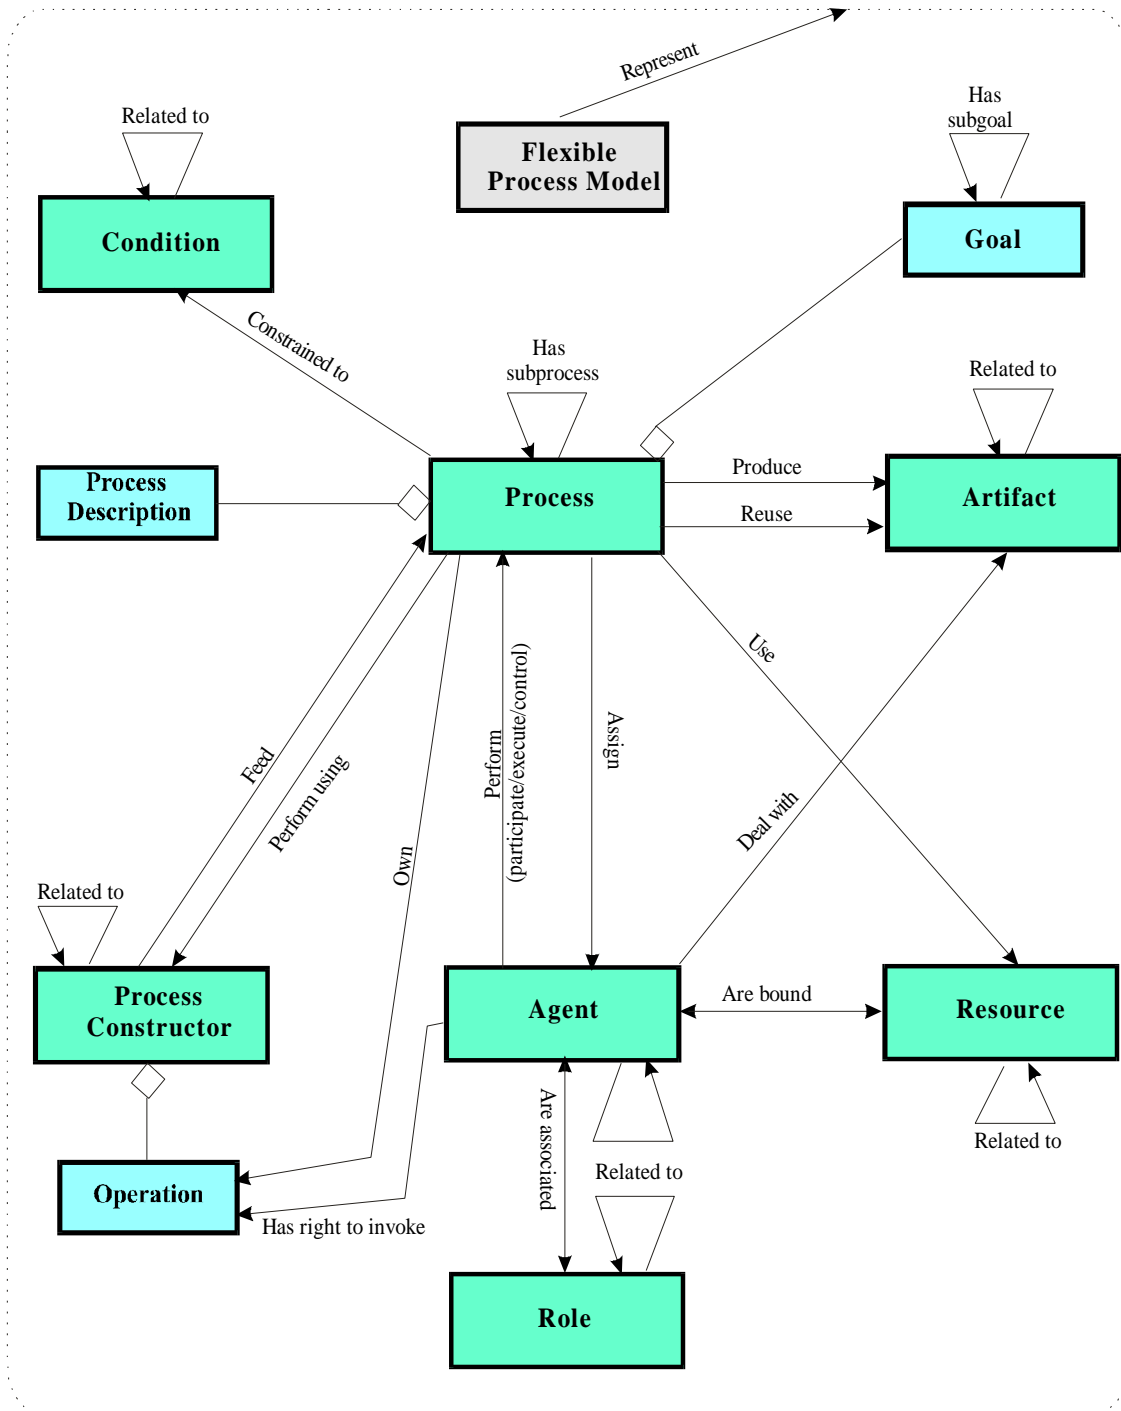 Represent
Has
subgoal
Related to
Flexible
Process Model
Condition
Goal
Constrained to
Has
subprocess
Related to
Process
Description
Process
Produce
Reuse
Artifact
Use
Feed
Perform using
Own
Perform
(participate/execute/control)
Assign
Deal with
Related to
Process
Constructor
Agent
Are bound
Resource
Are associated
Related to
Related to
Operation
Has right to invoke
Role